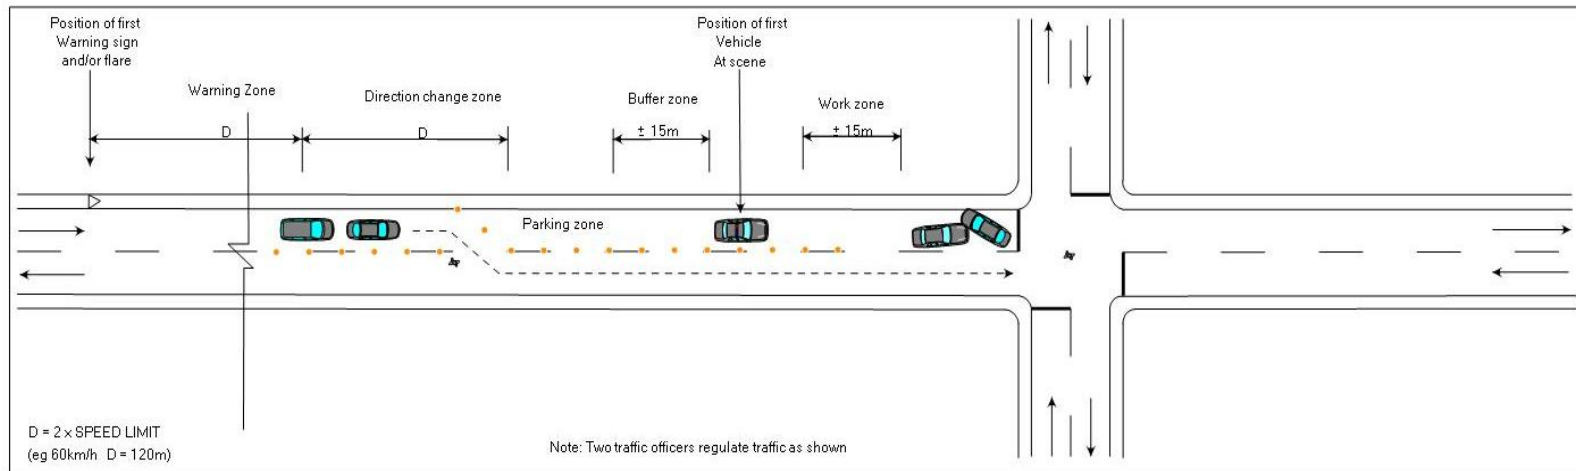 Position of first
Warning sign
and/or flare
Position of first
Vehicle
At scene
Warning Zone
Direction change zone
Buffer zone
Work zone
D
D
± 15m
± 15m
Parking zone
D = 2 x SPEED LIMIT
(eg 60km/h D = 120m)
Note: Two traffic officers regulate traffic as shown